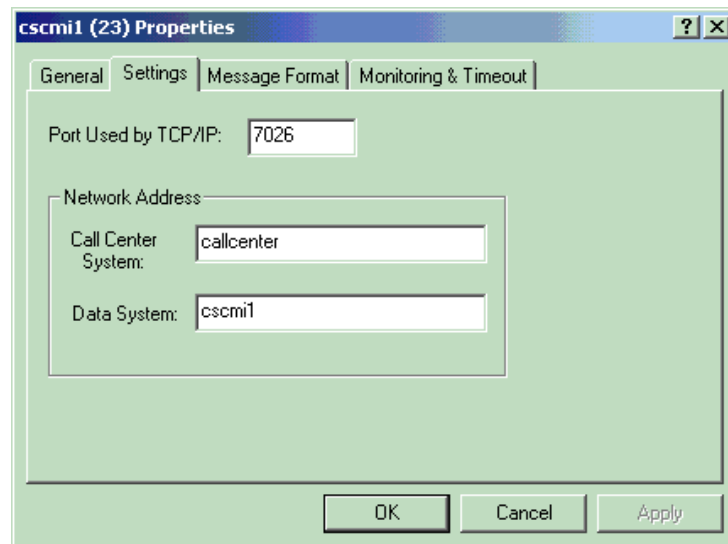 cscmi1 (23) Properties
? X
General Settings Message Format Monitoring & Timeout
Port Used by TCP/IP: 7026
Network Address
Call Center System: callcenter
Data System: cscmi1
OK Cancel Apply